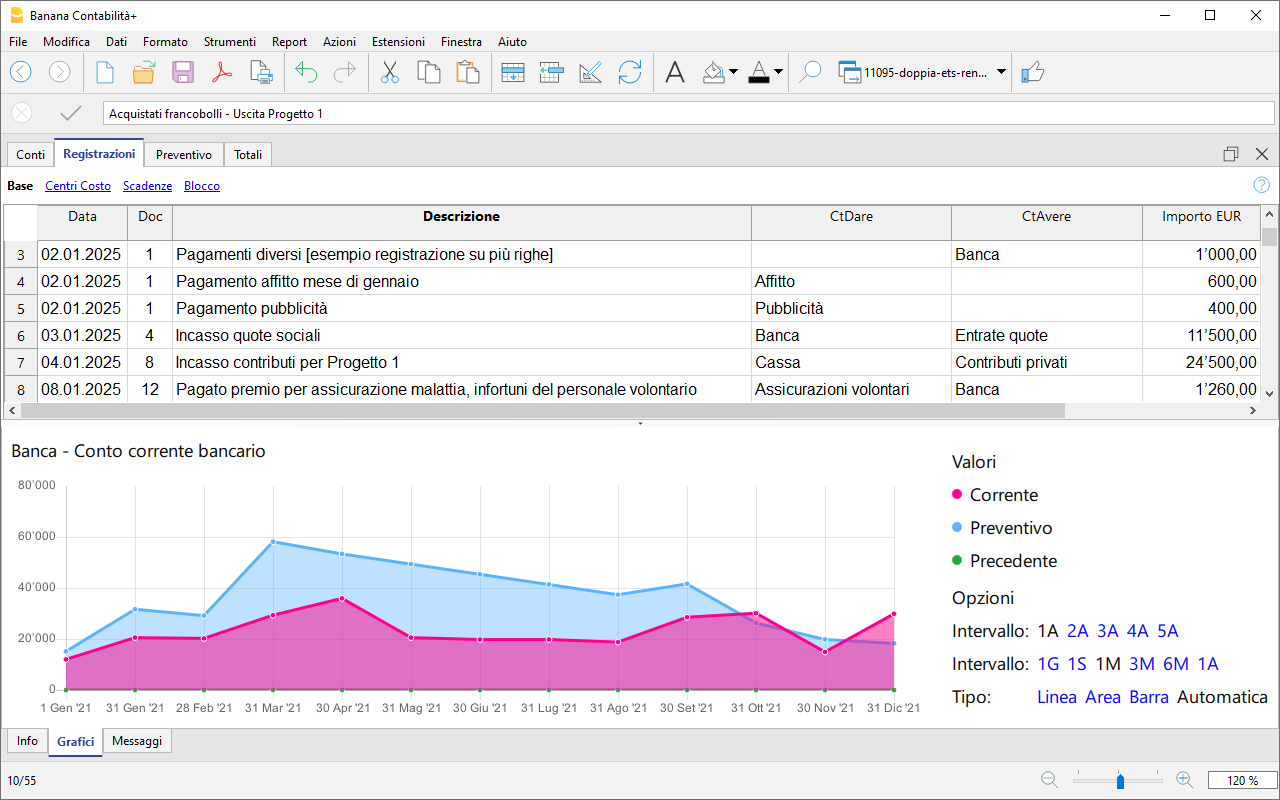 Banana Contabilità+
File Modifica Dati Formato Strumenti Report Azioni Estensioni Finestra Aiuto
A A 11095-doppia-ets-ren...
Acquistati francobolli - Uscita Progetto 1
Conti Registrazioni Preventivo Totali
Base Centri Costo Scadenze Blocco ?
Data Doc Descrizione CtDare CtAvere Importo EUR
3 02.01.2025 1 Pagamenti diversi [esempio registrazione su più righe] Banca 1’000,00
4 02.01.2025 1 Pagamento affitto mese di gennaio Affitto 600,00
5 02.01.2025 1 Pagamento pubblicità Pubblicità 400,00
6 03.01.2025 4 Incasso quote sociali Banca Entrate quote 11’500,00
7 04.01.2025 8 Incasso contributi per Progetto 1 Cassa Contributi privati 24’500,00
8 08.01.2025 12 Pagato premio per assicurazione malattia, infortuni del personale volontario Assicurazioni volontari Banca 1’260,00
Banca - Conto corrente bancario
80'000
60'000
40'000
20'000
0
1 Gen '21 31 Gen '21 28 Feb '21 31 Mar '21 30 Apr '21 31 Mag '21 30 Giu '21 31 Lug '21 31 Ago '21 30 Set '21 31 Ott '21 30 Nov '21 31 Dic '21
Valori
Corrente
Preventivo
Precedente
Opzioni
Intervallo: 1A 2A 3A 4A 5A
Intervallo: 1G 1S 1M 3M 6M 1A
Tipo: Linea Area Barra Automatica
Info Grafici Messaggi
10/55 120 %